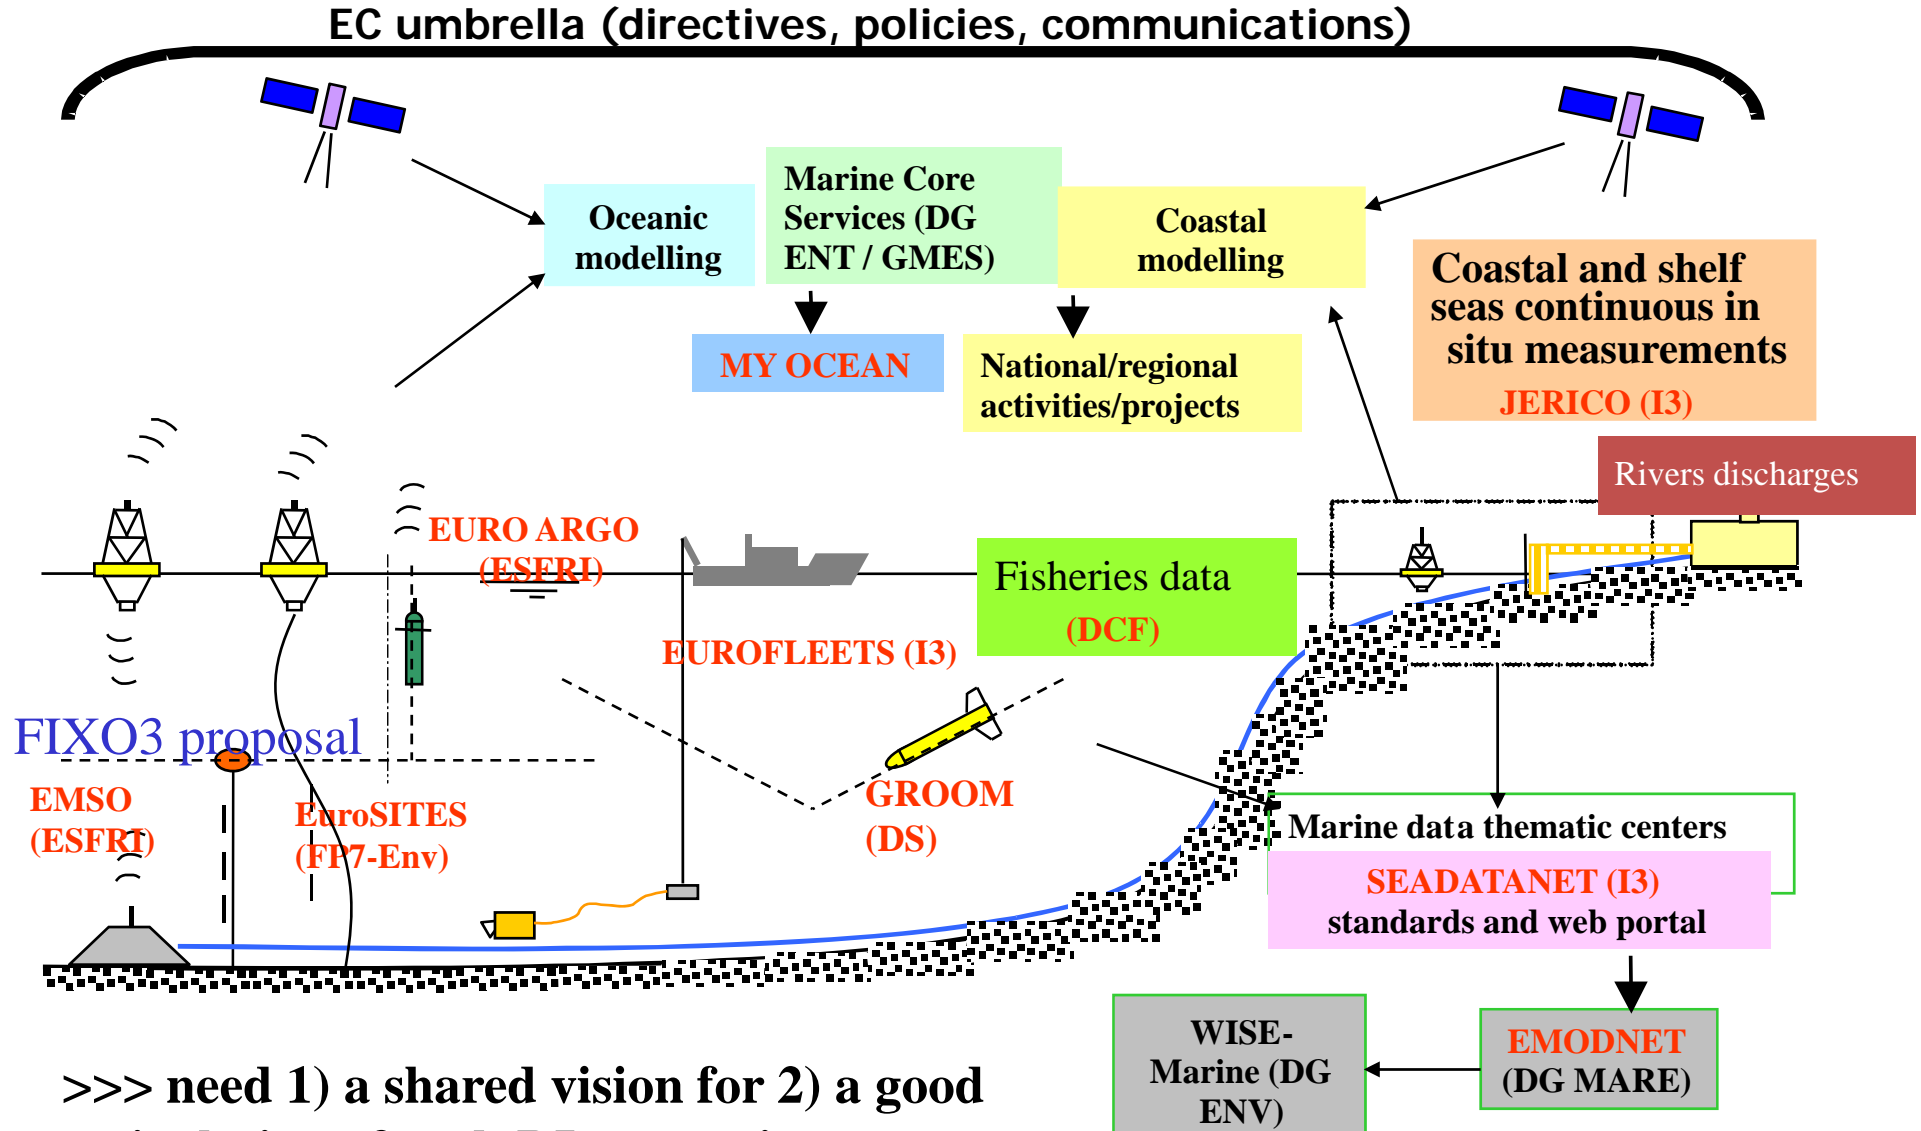 EC umbrella (directives, policies, communications)
Oceanic
modelling
Marine Core
Services (DG
ENT / GMES)
Coastal
modelling
Coastal and shelf
seas continuous in
situ measurements
JERICO (I3)
MY OCEAN
National/regional
activities/projects
Rivers discharges
EURO ARGO
(ESFRI)
Fisheries data
(DCF)
EUROFLEETS (I3)
FIXO3 proposal
EMSO
(ESFRI)
EuroSITES
(FP7-Env)
GROOM
(DS)
Marine data thematic centers
SEADATANET (I3)
standards and web portal
WISE-
Marine (DG
ENV)
EMODNET
(DG MARE)
>>> need 1) a shared vision for 2) a good